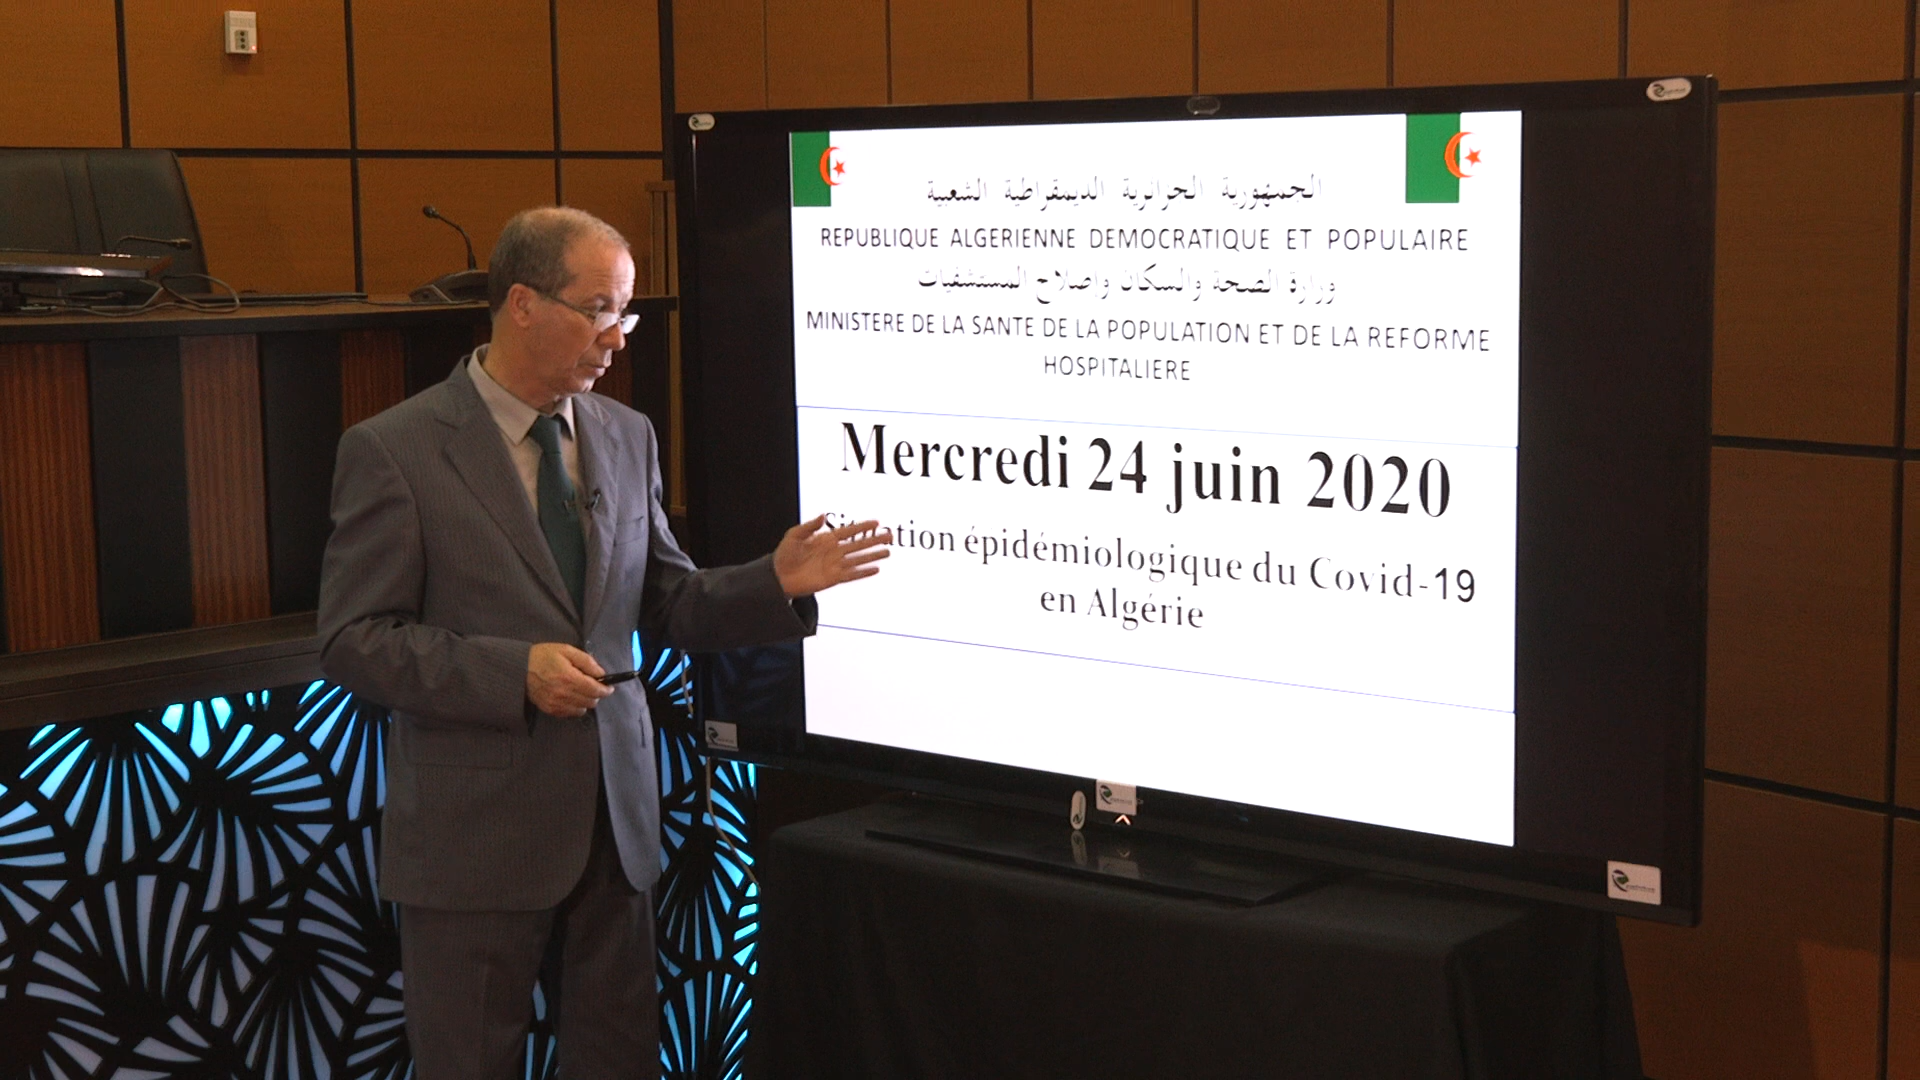 الجمهورية الجزائرية الديمقراطية الشعبية
REPUBLIQUE ALGERIENNE DEMOCRATIQUE ET POPULAIRE
وزارة الصحة والسكان وإصلاح المستشفيات
MINISTERE DE LA SANTE DE LA POPULATION ET DE LA REFORME
HOSPITALIERE
Mercredi 24 juin 2020
Situation épidémiologique du Covid-19
en Algérie